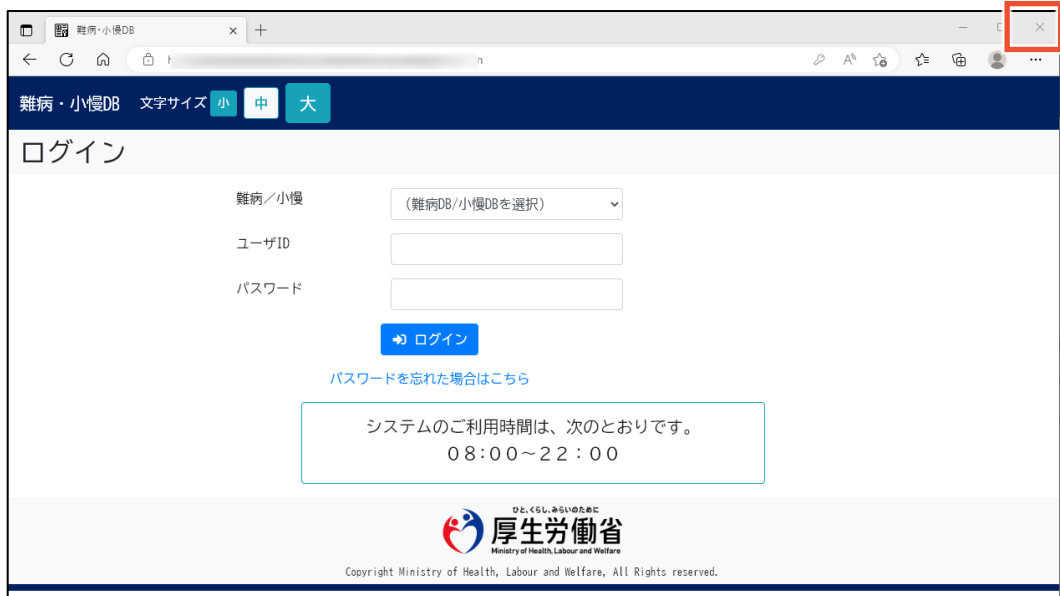 難病・小慢DB
難病・小慢DB 文字サイズ 小 中 大
ログイン
難病／小慢 (難病DB/小慢DBを選択)
ユーザID
パスワード
ログイン
パスワードを忘れた場合はこちら
システムのご利用時間は、次のとおりです。
０８：００～２２：００
ひと、くらし、みらいのために
厚生労働省
Ministry of Health, Labour and Welfare
Copyright Ministry of Health, Labour and Welfare, All Rights reserved.